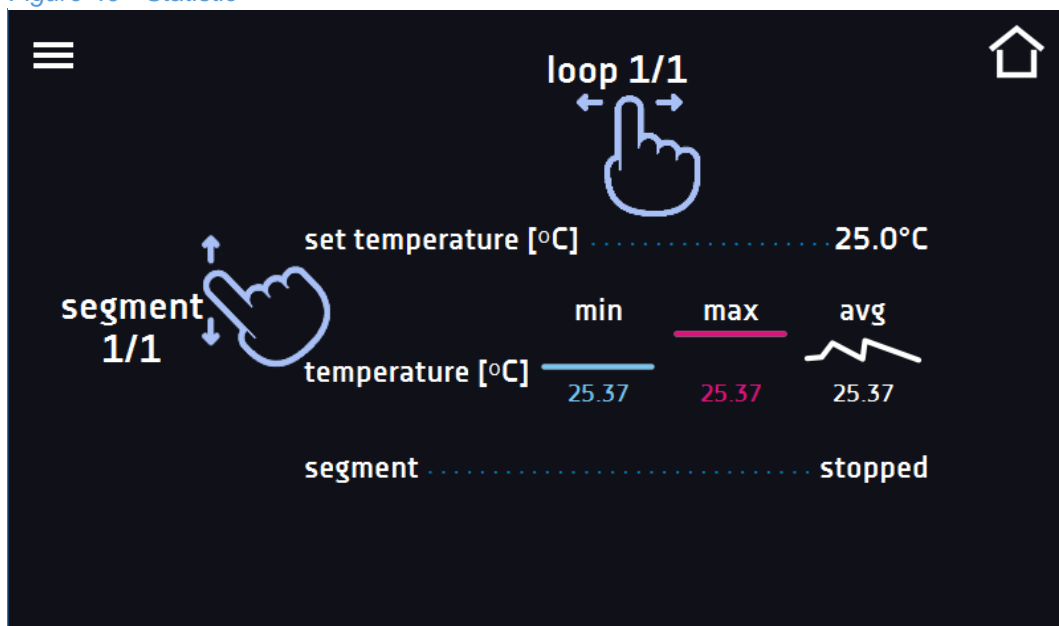 loop 1/1
set temperature [°C] ........................ 25.0°C
segment
1/1
min max avg
temperature [°C]
25.37 25.37 25.37
segment ................................ stopped